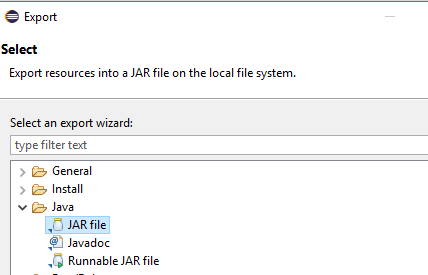 Export
Select
Export resources into a JAR file on the local file system.
Select an export wizard:
type filter text
General
Install
Java
JAR file
Javadoc
Runnable JAR file